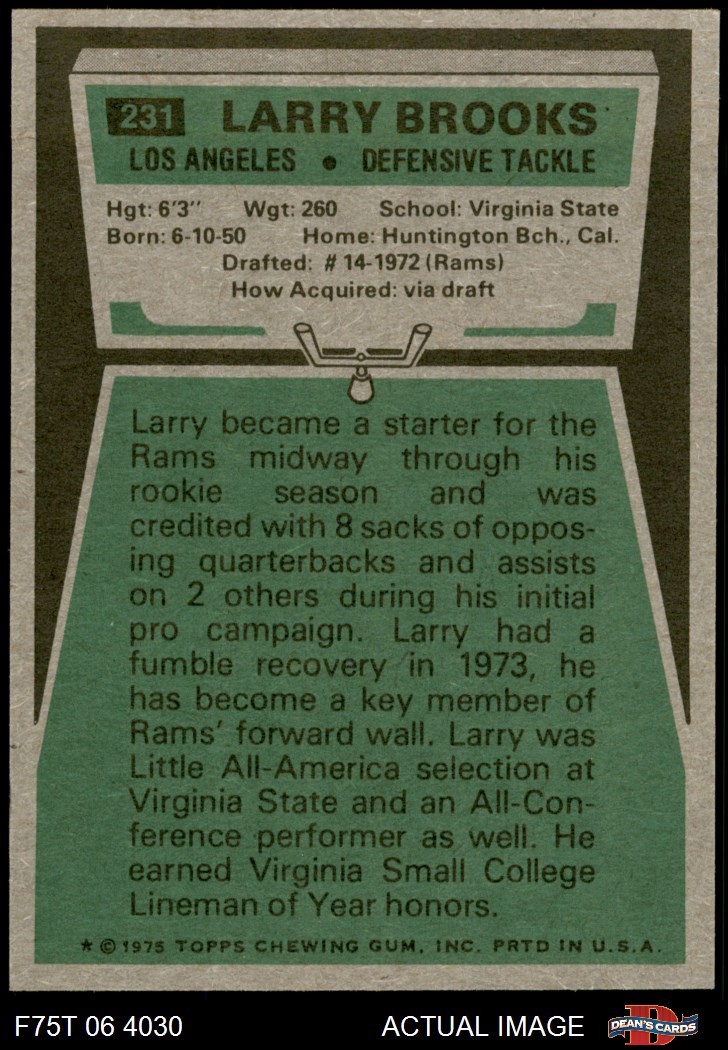 231 LARRY BROOKS
LOS ANGELES • DEFENSIVE TACKLE
Hgt: 6'3" Wgt: 260 School: Virginia State
Born: 6-10-50 Home: Huntington Bch., Cal.
Drafted: # 14-1972 (Rams)
How Acquired: via draft
Larry became a starter for the
Rams midway through his
rookie season and was
credited with 8 sacks of oppos-
ing quarterbacks and assists
on 2 others during his initial
pro campaign. Larry had a
fumble recovery in 1973, he
has become a key member of
Rams' forward wall. Larry was
Little All-America selection at
Virginia State and an All-Con-
ference performer as well. He
earned Virginia Small College
Lineman of Year honors.
* © 1975 TOPPS CHEWING GUM, INC. PRTD IN U.S.A.
F75T 06 4030 ACTUAL IMAGE DEAN'S CARDS